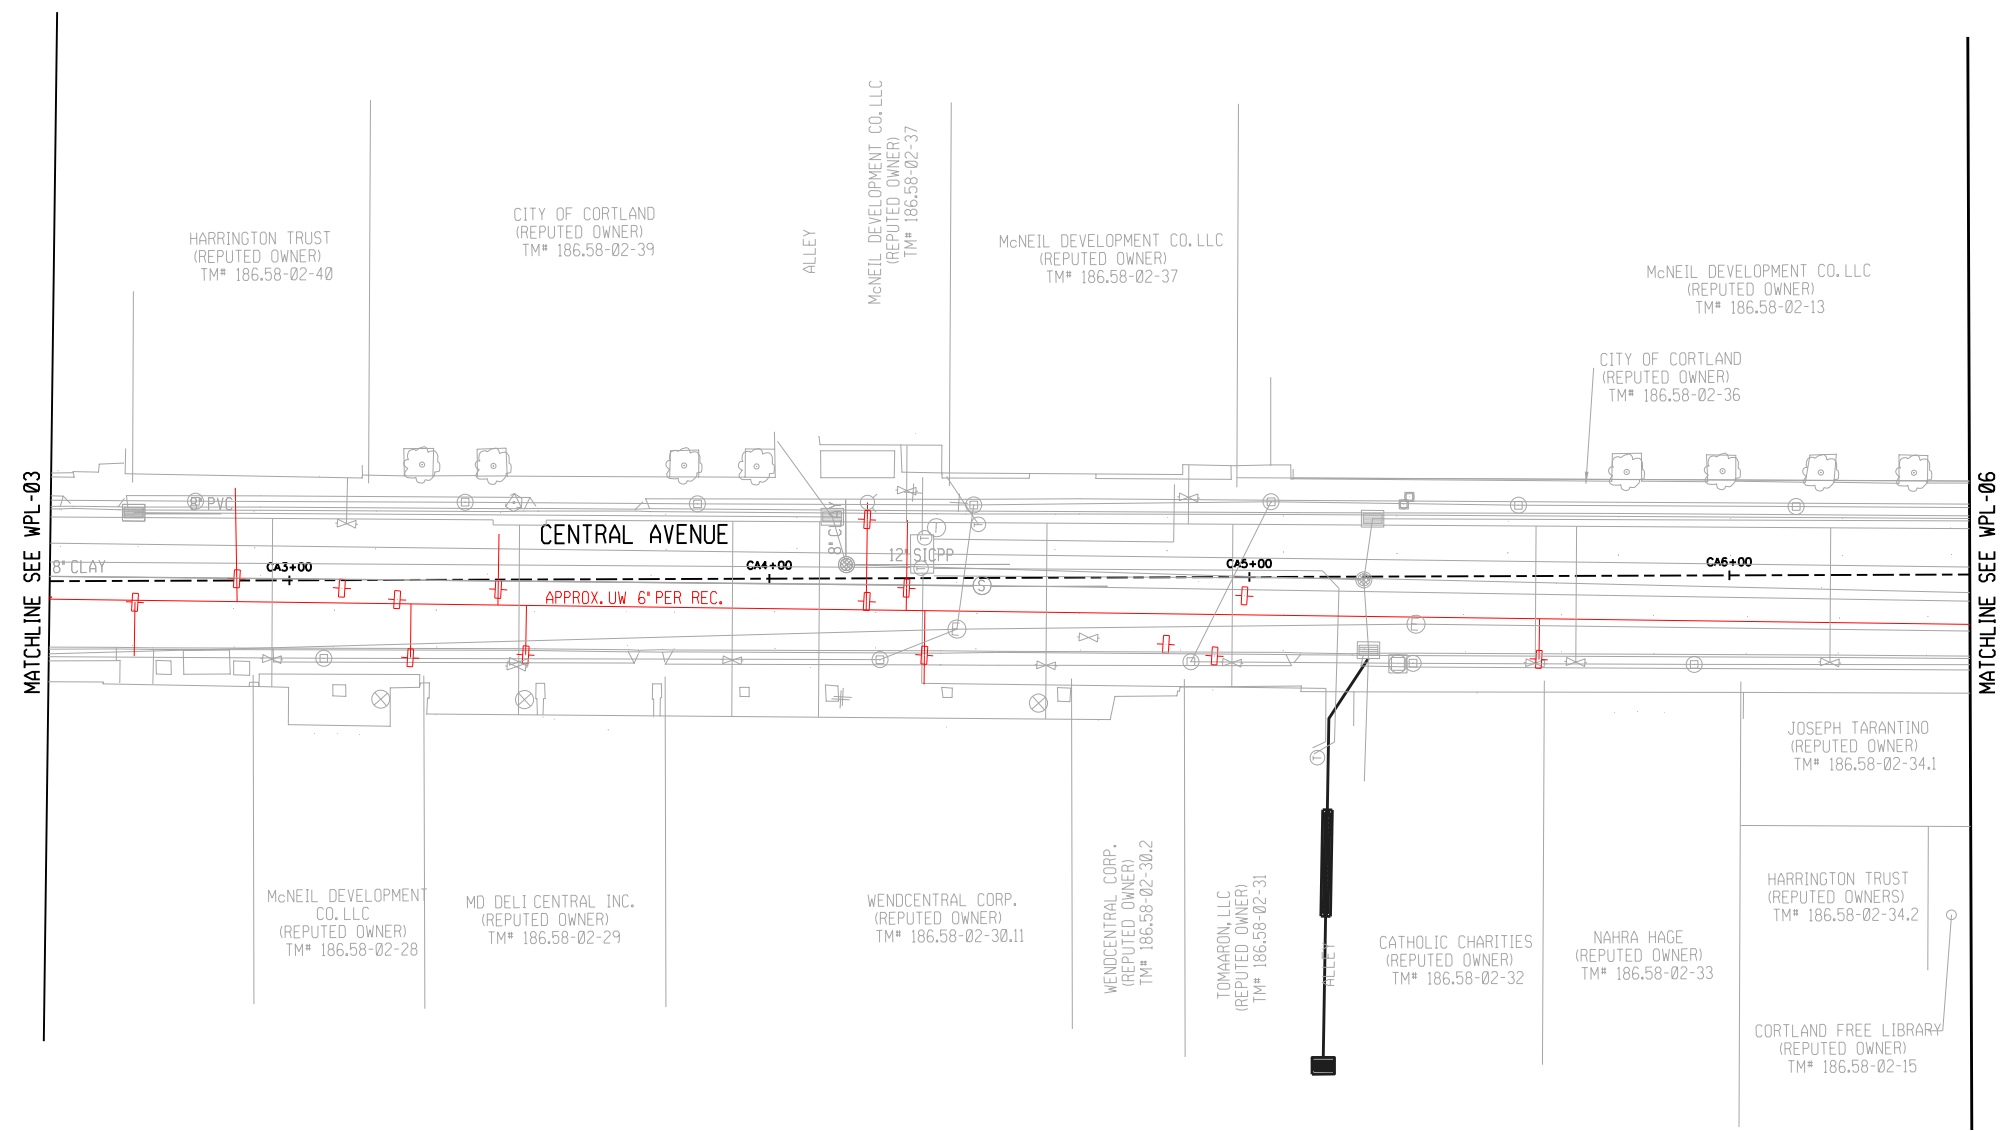 McNEIL DEVELOPMENT CO. LLC
(REPUTED OWNER)
TM# 186.58-02-37
CITY OF CORTLAND
(REPUTED OWNER)
TM# 186.58-02-39
HARRINGTON TRUST
(REPUTED OWNER)
TM# 186.58-02-40
ALLEY
McNEIL DEVELOPMENT CO. LLC
(REPUTED OWNER)
TM# 186.58-02-37
McNEIL DEVELOPMENT CO. LLC
(REPUTED OWNER)
TM# 186.58-02-13
CITY OF CORTLAND
(REPUTED OWNER)
TM# 186.58-02-36
MATCHLINE SEE WPL-03
MATCHLINE SEE WPL-06
8" PVC
CENTRAL AVENUE
8" CLAY
12" SICPP
8" CLAY
CA3+00
CA4+00
CA5+00
CA6+00
APPROX. UW 6" PER REC.
S
E
E
T
T
T
JOSEPH TARANTINO
(REPUTED OWNER)
TM# 186.58-02-34.1
McNEIL DEVELOPMENT
CO. LLC
(REPUTED OWNER)
TM# 186.58-02-28
MD DELI CENTRAL INC.
(REPUTED OWNER)
TM# 186.58-02-29
WENDCENTRAL CORP.
(REPUTED OWNER)
TM# 186.58-02-30.11
WENDCENTRAL CORP.
(REPUTED OWNER)
TM# 186.58-02-30.2
TOMAARON, LLC
(REPUTED OWNER)
TM# 186.58-02-31
ALLEY
CATHOLIC CHARITIES
(REPUTED OWNER)
TM# 186.58-02-32
NAHRA HAGE
(REPUTED OWNER)
TM# 186.58-02-33
HARRINGTON TRUST
(REPUTED OWNERS)
TM# 186.58-02-34.2
CORTLAND FREE LIBRARY
(REPUTED OWNER)
TM# 186.58-02-15